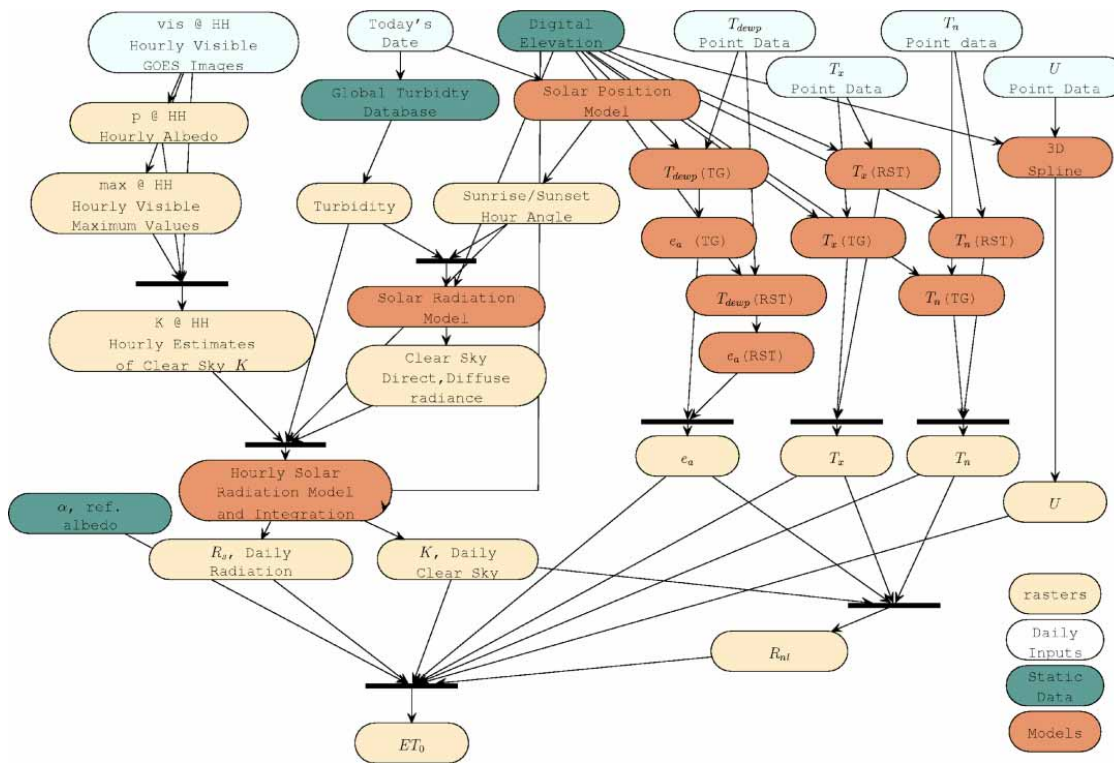 vis @ HH
Hourly Visible
GOES Images
Today's
Date
Digital
Elevation
T_dewp
Point Data
T_n
Point data
T_x
Point Data
U
Point Data
Global Turbidty
Database
Solar Position
Model
p @ HH
Hourly Albedo
3D
Spline
T_dewp (TG)
T_x (RST)
max @ HH
Hourly Visible
Maximum Values
Turbidity
Sunrise/Sunset
Hour Angle
e_a (TG)
T_x (TG)
T_n (RST)
T_dewp (RST)
T_n (TG)
Solar Radiation
Model
K @ HH
Hourly Estimates
of Clear Sky K
Clear Sky
Direct,Diffuse
radiance
e_a (RST)
e_a
T_x
T_n
Hourly Solar
Radiation Model
and Integration
α, ref.
albedo
U
R_s, Daily
Radiation
K, Daily
Clear Sky
rasters
Daily
Inputs
R_nl
Static
Data
Models
ET_0